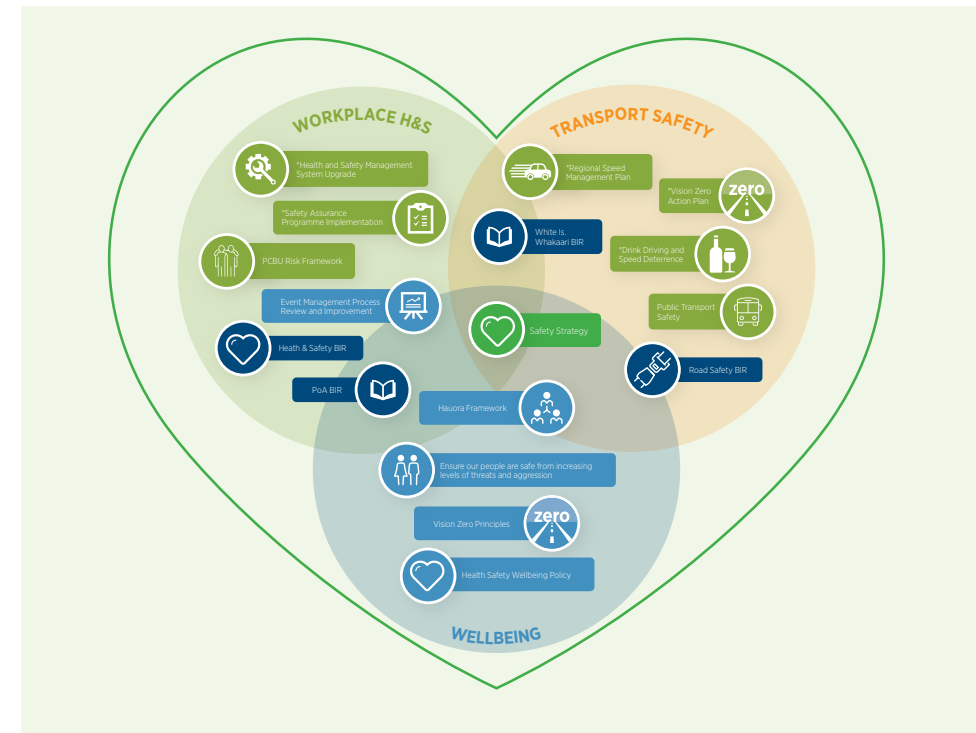 WORKPLACE H&S
TRANSPORT SAFETY
*Health and Safety Management
System Upgrade
*Safety Assurance
Programme Implementation
PCBU Risk Framework
Event Management Process
Review and Improvement
Heath & Safety BIR
PoA BIR
*Regional Speed
Management Plan
*Vision Zero
Action Plan
zero
White Is.
Whakaari BIR
*Drink Driving and
Speed Deterrence
Public Transport
Safety
Safety Strategy
Road Safety BIR
Hauora Framework
Ensure our people are safe from increasing
levels of threats and aggression
Vision Zero Principles
zero
Health Safety Wellbeing Policy
WELLBEING